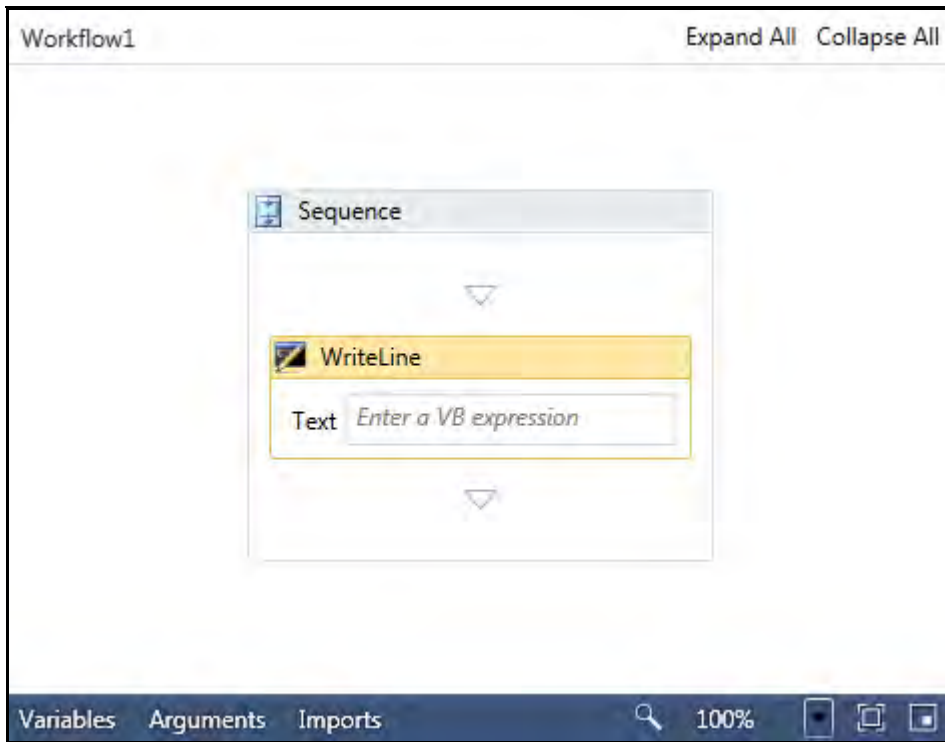 Workflow1 Expand All Collapse All
Sequence
WriteLine
Text Enter a VB expression
Variables Arguments Imports 100%